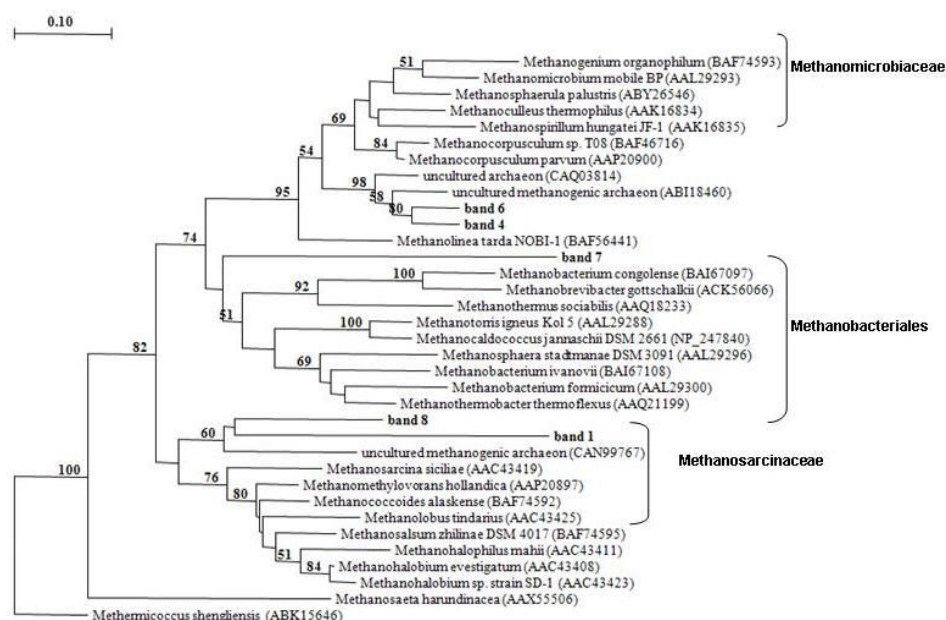 0.10
51
Methanogenium organophilum (BAF74593)
Methanomicrobium mobile BP (AAL29293)
Methanomicrobiaceae
Methanosphaerula palustris (ABY26546)
Methanoculleus thermophilus (AAK16834)
69
Methanospirillum hungatei JF-1 (AAK16835)
84
Methanocorpusculum sp. T08 (BAF46716)
54
Methanocorpusculum parvum (AAP20900)
98
uncultured archaeon (CAQ03814)
95
58
uncultured methanogenic archaeon (ABI18460)
80
band 6
band 4
74
Methanolinea tarda NOBI-1 (BAF56441)
band 7
100
Methanobacterium congolense (BAI67097)
92
Methanobrevibacter gottschalkii (ACK56066)
Methanothermus sociabilis (AAQ18233)
51
100
Methanotorris igneus Kol 5 (AAL29288)
Methanobacteriales
82
Methanocaldococcus jannaschii DSM 2661 (NP_247840)
Methanosphaera stadtmanae DSM 3091 (AAL29296)
69
Methanobacterium ivanovii (BAI67108)
Methanobacterium formicicum (AAL29300)
Methanothermobacter thermoflexus (AAQ21199)
band 8
60
band 1
uncultured methanogenic archaeon (CAN99767)
Methanosarcinaceae
100
Methanosarcina siciliae (AAC43419)
76
Methanomethylovorans hollandica (AAP20897)
80
Methanococcoides alaskense (BAF74592)
Methanolobus tindarius (AAC43425)
Methanosalsum zhilinae DSM 4017 (BAF74595)
51
Methanohalophilus mahii (AAC43411)
84
Methanohalobium evestigatum (AAC43408)
Methanohalobium sp. strain SD-1 (AAC43423)
Methanosaeta harundinacea (AAX55506)
Methermicoccus shengliensis (ABK15646)